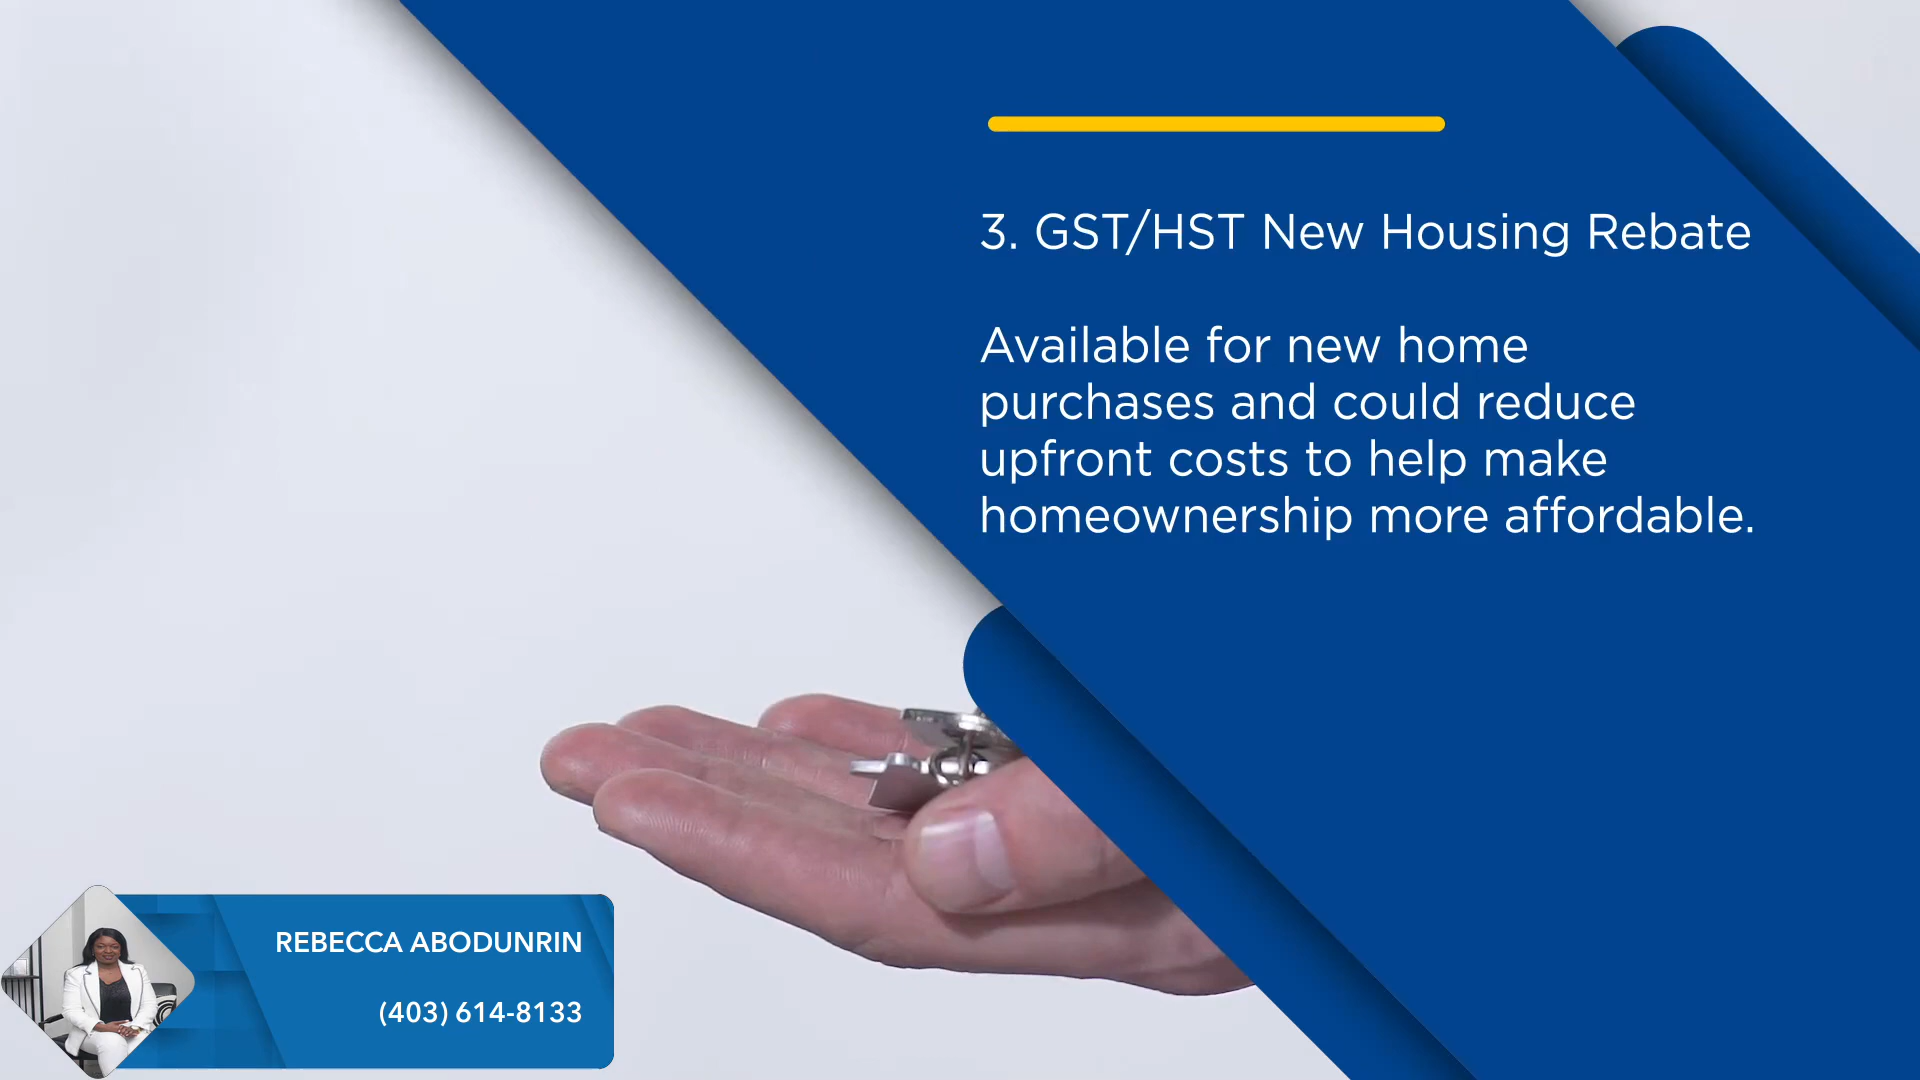 3. GST/HST New Housing Rebate
Available for new home
purchases and could reduce
upfront costs to help make
homeownership more affordable.
REBECCA ABODUNRIN
(403) 614-8133